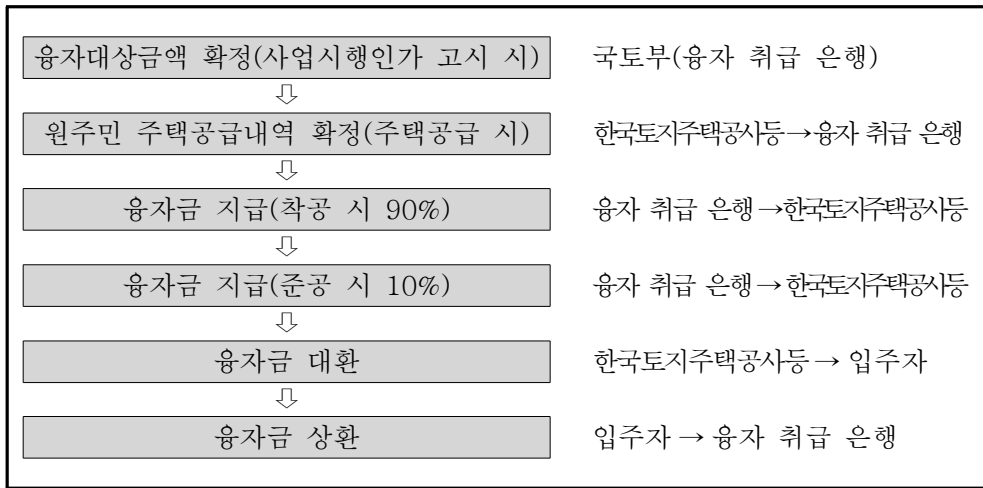 융자대상금액 확정(사업시행인가 고시 시) 국토부(융자 취급 은행)
⇩
원주민 주택공급내역 확정(주택공급 시) 한국토지주택공사등→융자 취급 은행
⇩
융자금 지급(착공 시 90%) 융자 취급 은행→한국토지주택공사등
⇩
융자금 지급(준공 시 10%) 융자 취급 은행→한국토지주택공사등
⇩
융자금 대환 한국토지주택공사등→ 입주자
⇩
융자금 상환 입주자 → 융자 취급 은행